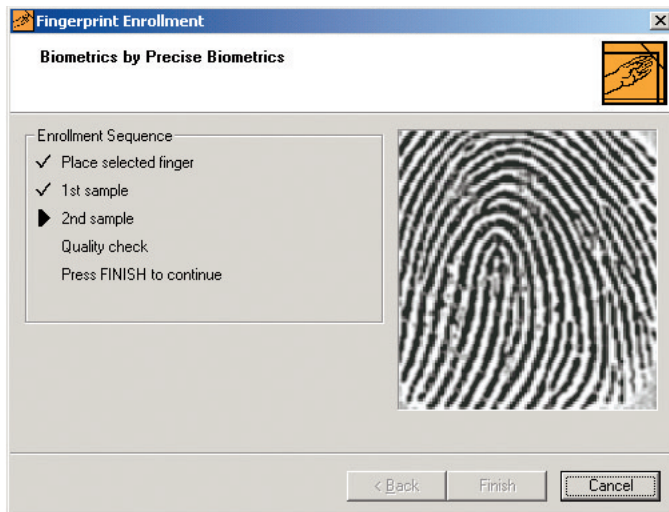 Fingerprint Enrollment
Biometrics by Precise Biometrics
Enrollment Sequence
Place selected finger
1st sample
2nd sample
Quality check
Press FINISH to continue
< Back
Finish
Cancel